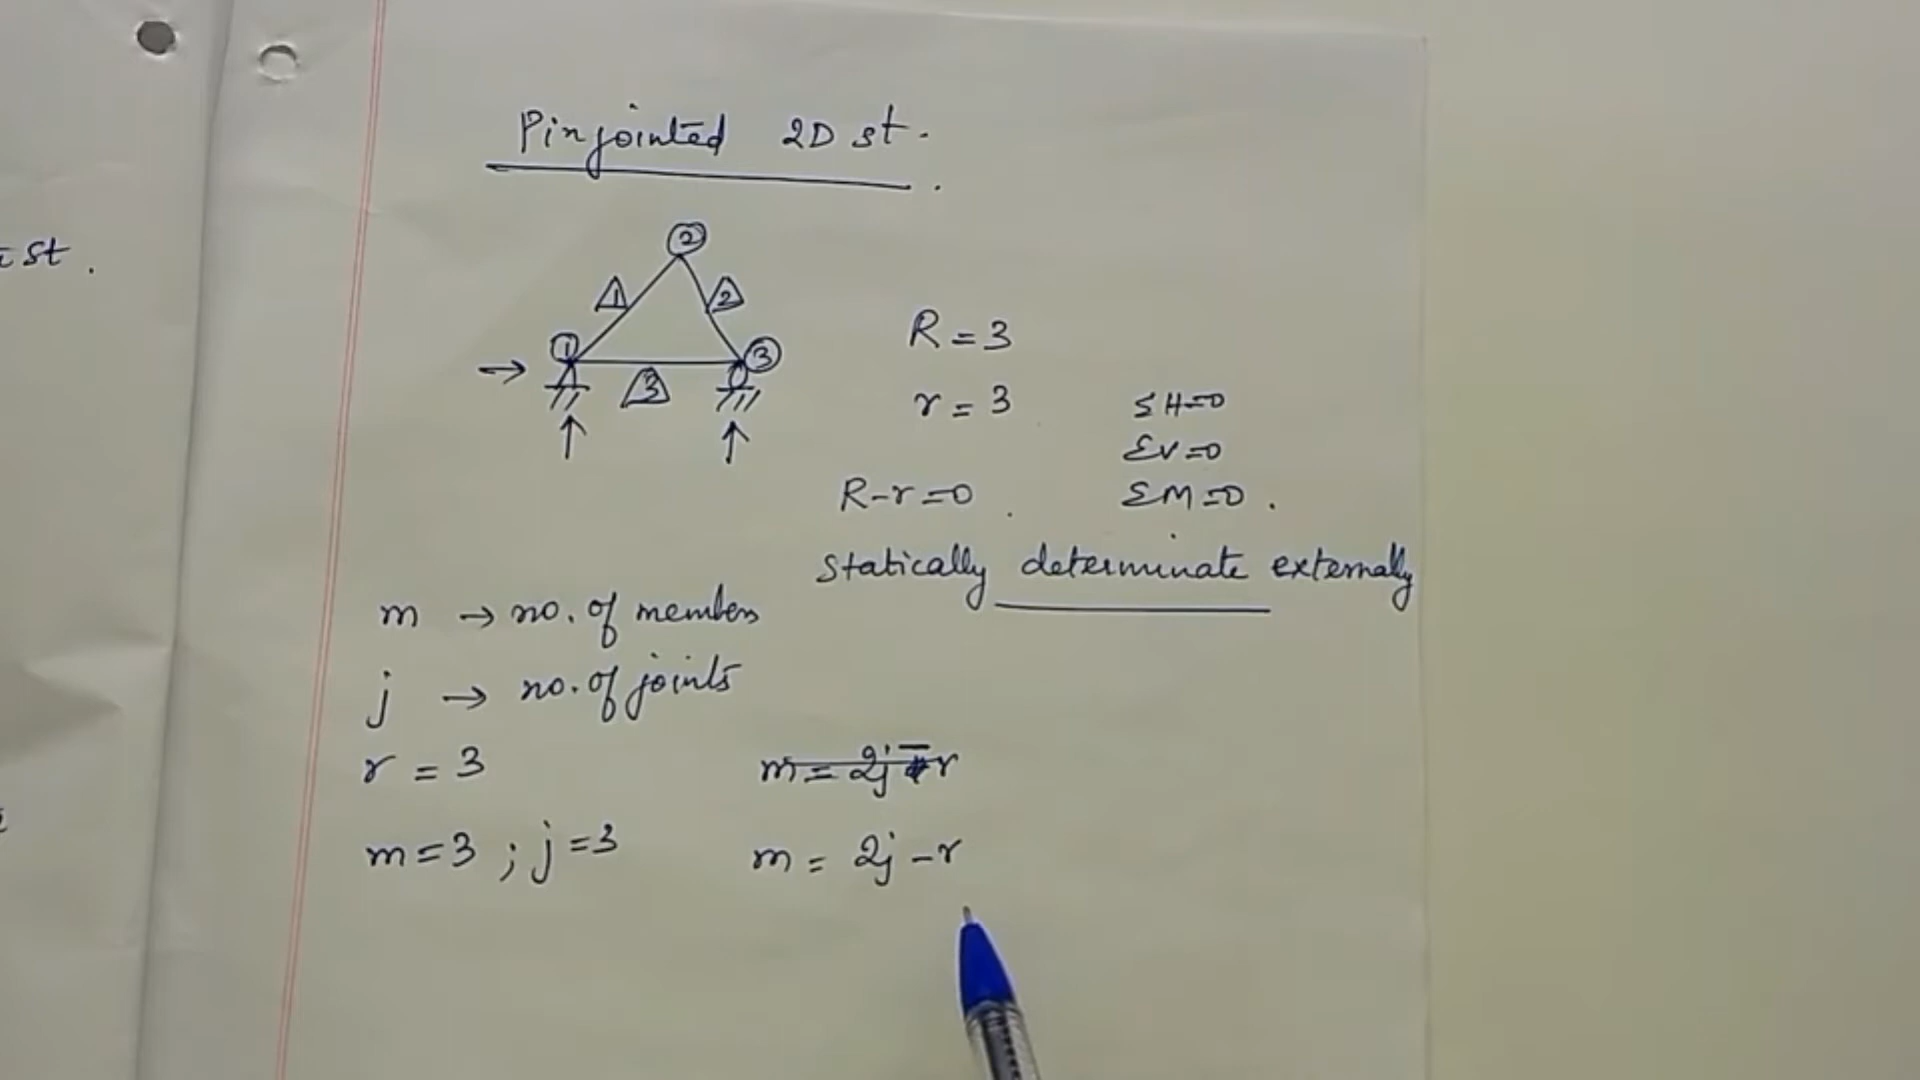 Pin jointed 2D st.
st.
2
1 2
1 3
3
R = 3
r = 3 ΣH=0
ΣV=0
R-r=0. ΣM=0.
statically determinate externally
m → no. of members
j → no. of joints
r = 3 m = 2j - r
m=3 ; j=3 m = 2j - r